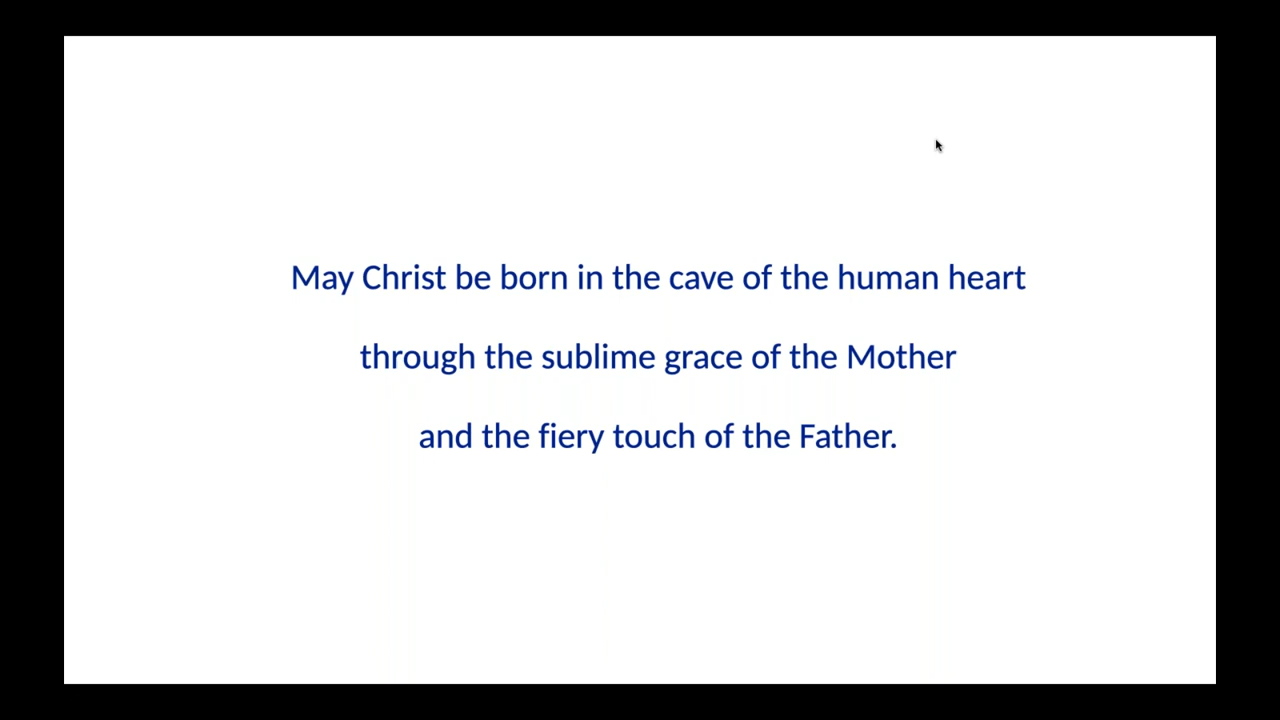 May Christ be born in the cave of the human heart
through the sublime grace of the Mother
and the fiery touch of the Father.